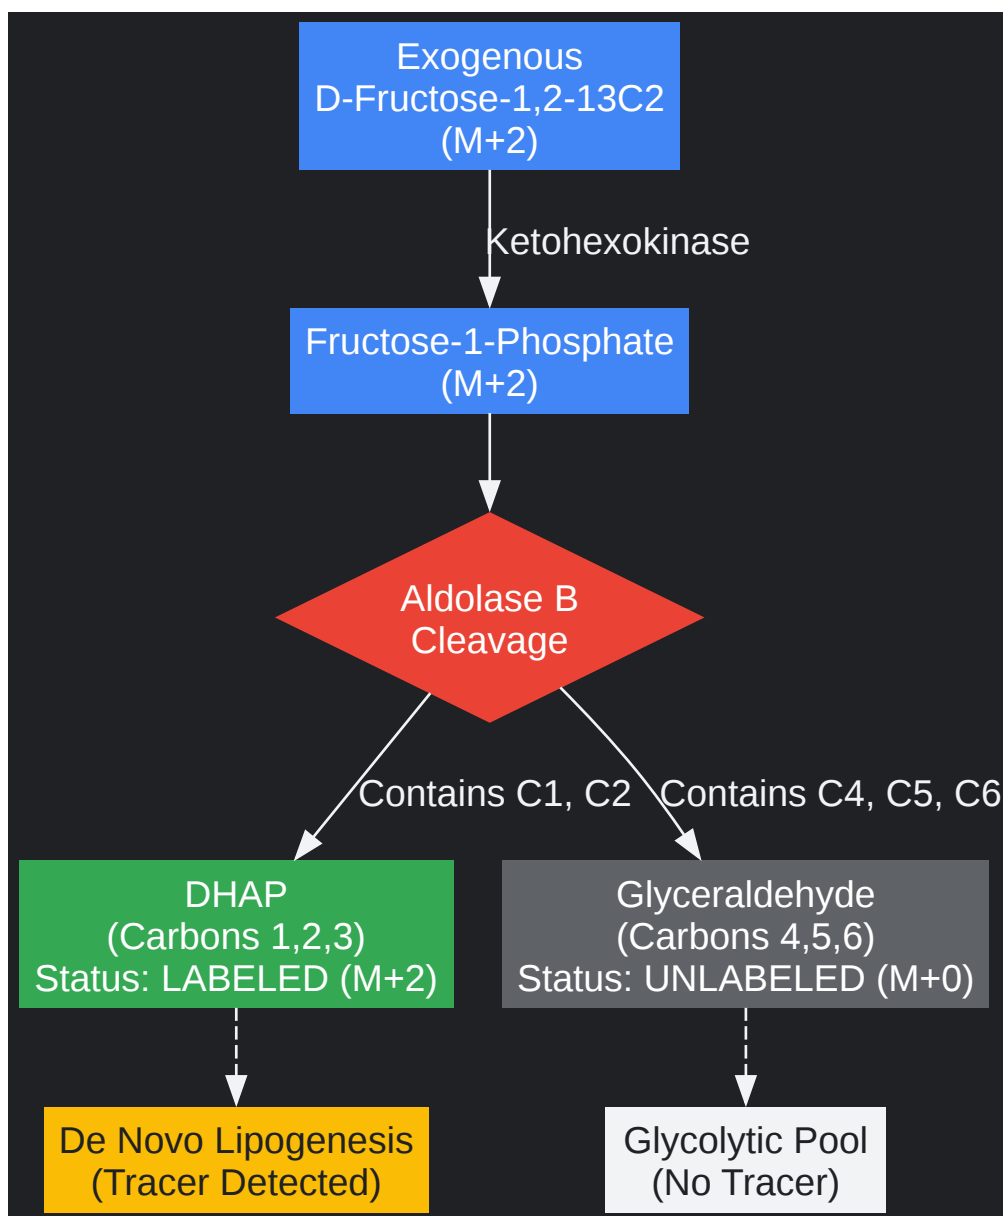 Exogenous
D-Fructose-1,2-13C2
(M+2)
Ketohexokinase
Fructose-1-Phosphate
(M+2)
Aldolase B
Cleavage
Contains C1, C2
Contains C4, C5, C6
DHAP
(Carbons 1,2,3)
Status: LABELED (M+2)
Glyceraldehyde
(Carbons 4,5,6)
Status: UNLABELED (M+0)
De Novo Lipogenesis
(Tracer Detected)
Glycolytic Pool
(No Tracer)